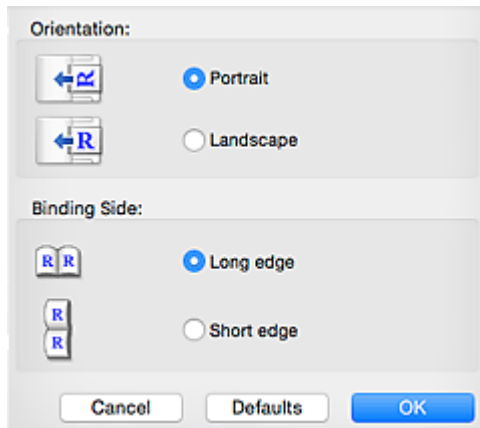 Orientation:
R
Portrait
R
Landscape
Binding Side:
R R
Long edge
R
R
Short edge
Cancel Defaults OK